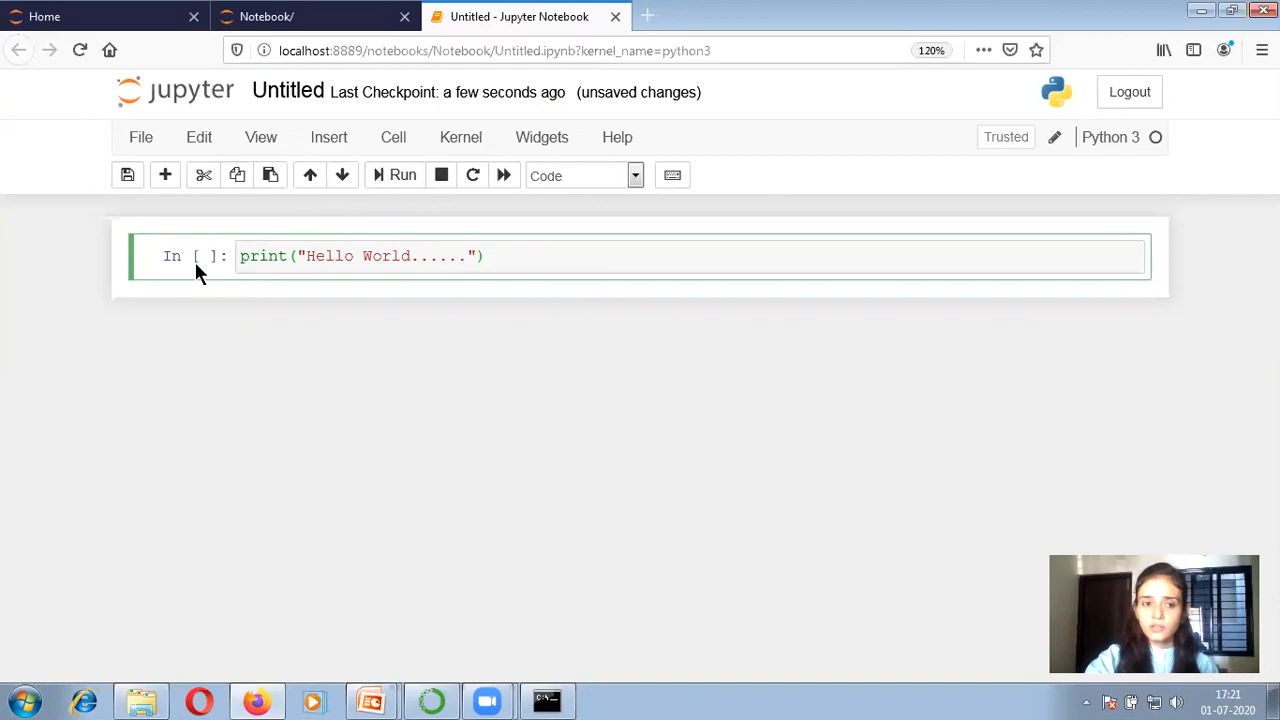 Home
Notebook/
Untitled - Jupyter Notebook
localhost:8889/notebooks/Notebook/Untitled.ipynb?kernel_name=python3
120%
jupyter Untitled Last Checkpoint: a few seconds ago (unsaved changes)
Logout
File Edit View Insert Cell Kernel Widgets Help
Trusted
Python 3
Run
Code
In [ ]: print("Hello World......")
C:\.
17:21
01-07-2020